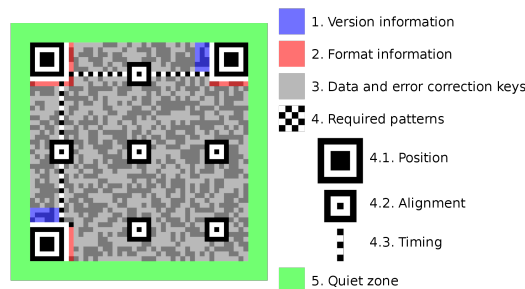 1. Version information
2. Format information
3. Data and error correction keys
4. Required patterns
4.1. Position
4.2. Alignment
4.3. Timing
5. Quiet zone